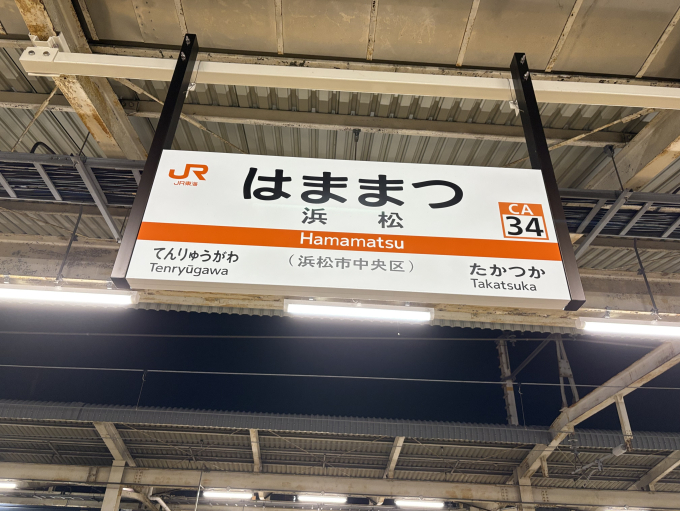 JR
JR東海
はままつ
浜松
CA
34
Hamamatsu
てんりゅうがわ
Tenryūgawa
（浜松市中央区）
たかつか
Takatsuka